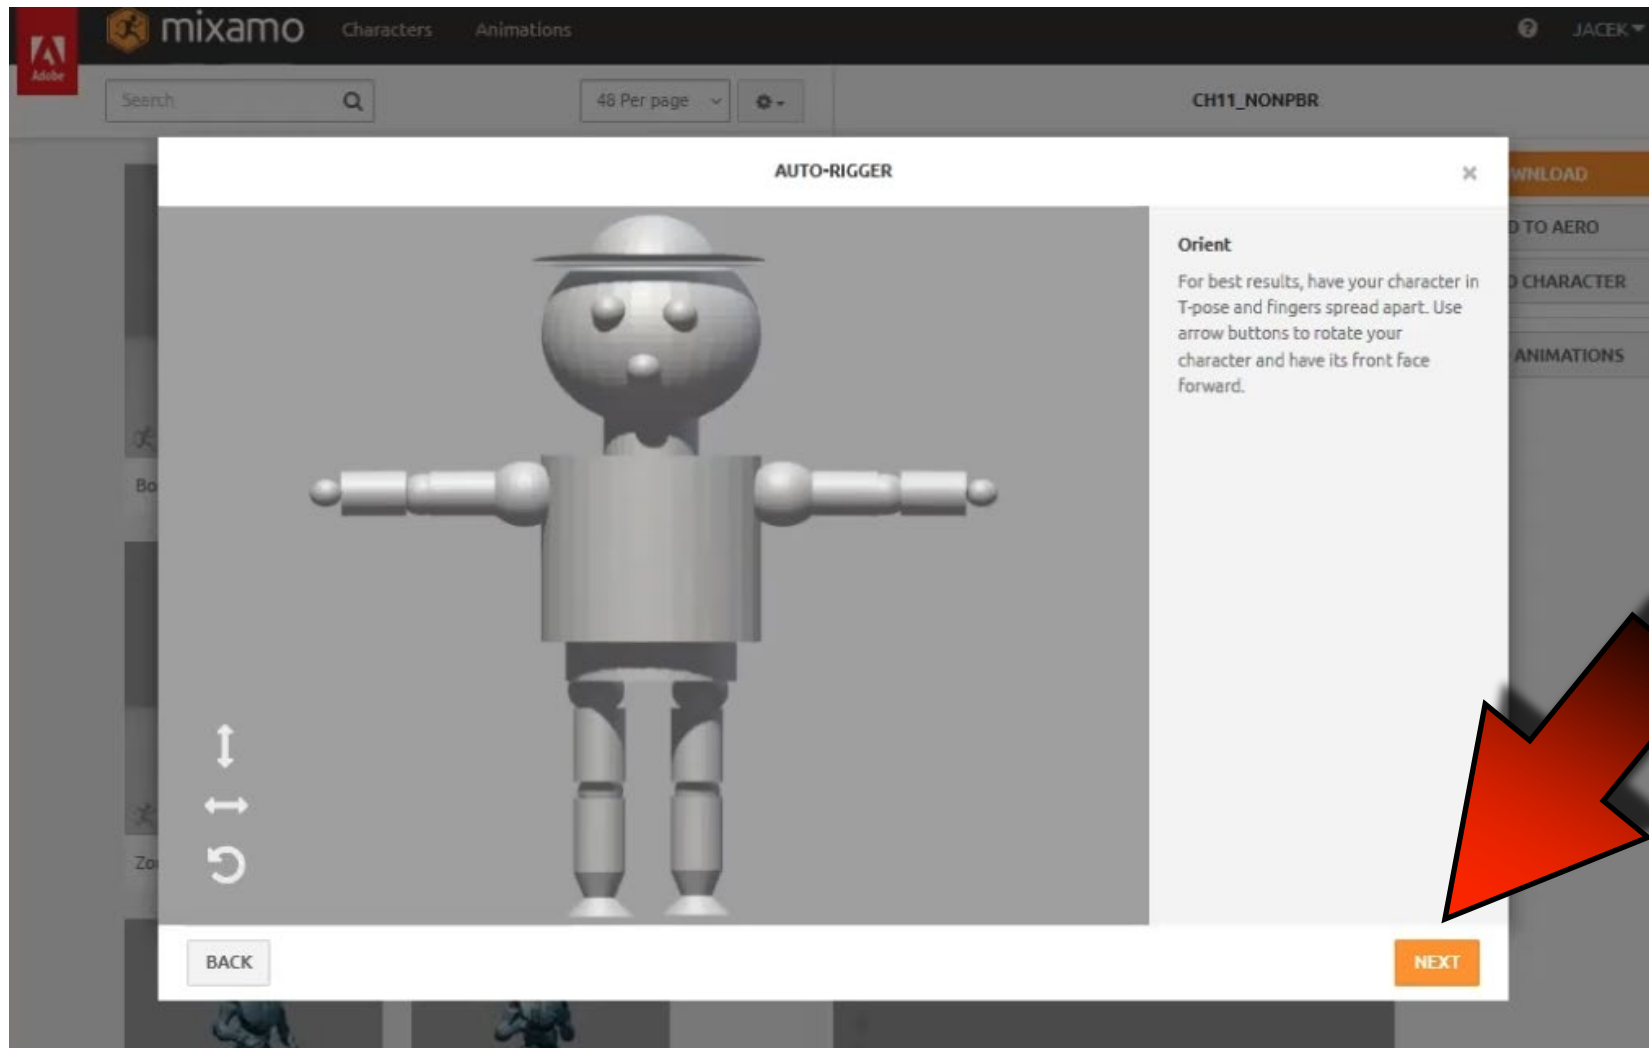 mixamo
Characters
Animations
JACEK
Adobe
Search
48 Per page
CH11_NONPBR
AUTO-RIGGER
WNLOAD
D TO AERO
CHARACTER
ANIMATIONS
Orient
For best results, have your character in
T-pose and fingers spread apart. Use
arrow buttons to rotate your
character and have its front face
forward.
Bo
Zo
BACK
NEXT